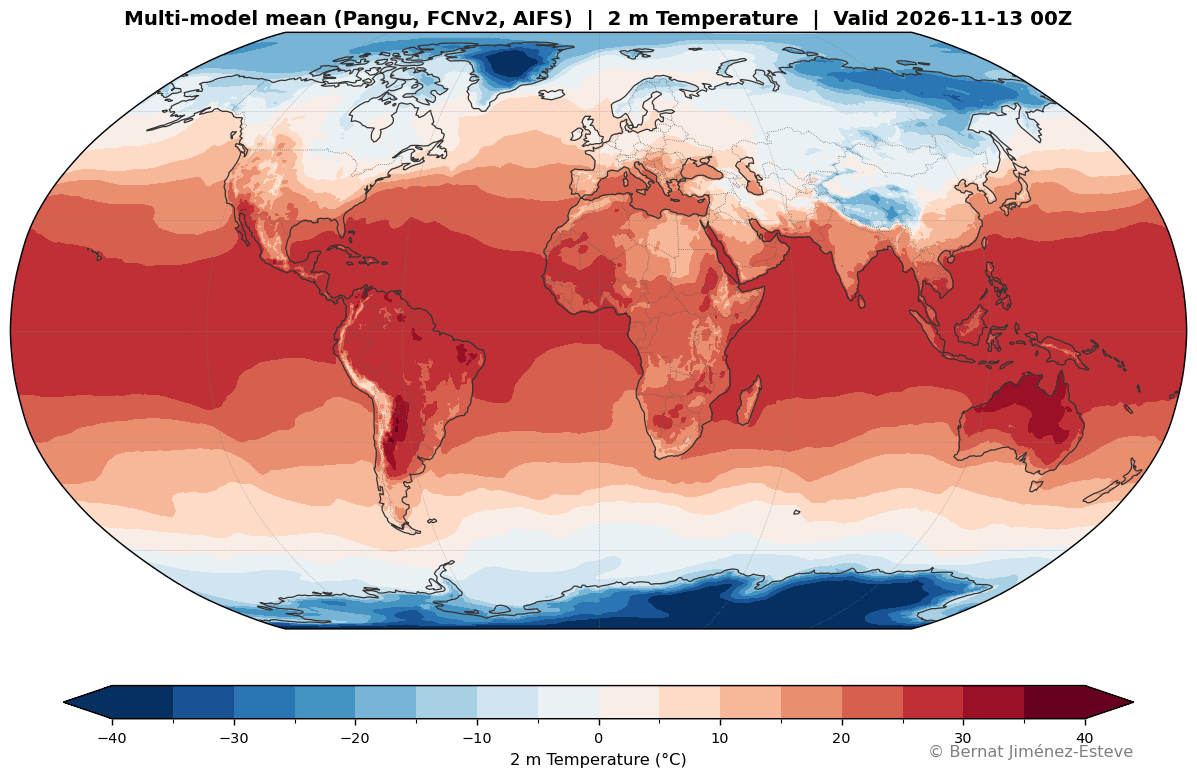 Multi-model mean (Pangu, FCNv2, AIFS)  |  2 m Temperature  |  Valid 2026-11-13 00Z
−40 −30 −20 −10 0 10 20 30 40
2 m Temperature (°C)
© Bernat Jiménez-Esteve